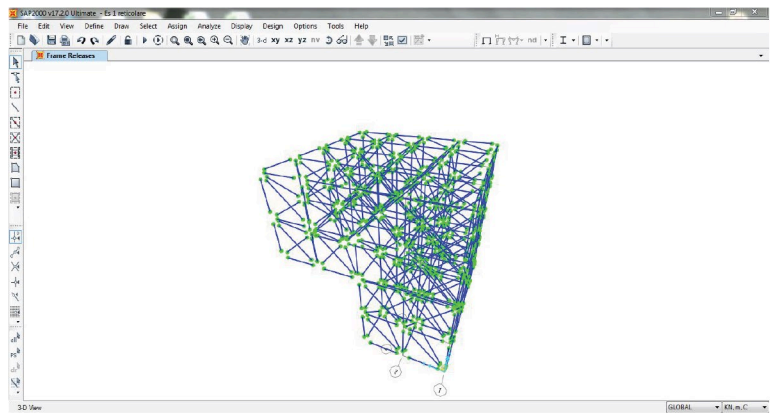 SAP2000 v17.2.0 Ultimate - Es 1 reticolare
File Edit View Define Draw Select Assign Analyze Display Design Options Tools Help
3-d xy xz yz nv nd
Frame Releases
3-D View
GLOBAL KN, m, C